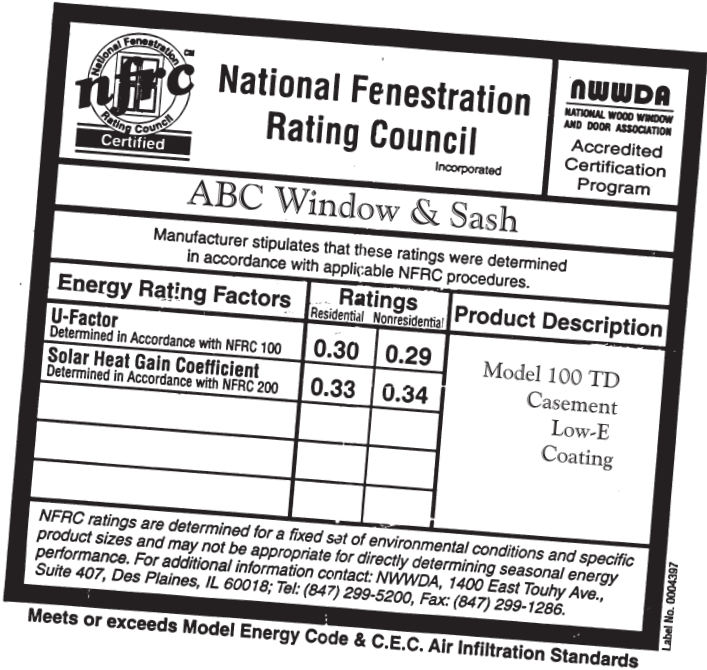 National Fenestration
nfrc
CM
Rating Council
Certified
National Fenestration
Rating Council
Incorporated
NWWDA
NATIONAL WOOD WINDOW
AND DOOR ASSOCIATION
Accredited
Certification
Program
ABC Window & Sash
Manufacturer stipulates that these ratings were determined
in accordance with applicable NFRC procedures.
Energy Rating Factors
Ratings
Residential Nonresidential
Product Description
U-Factor
Determined in Accordance with NFRC 100
0.30 0.29
Solar Heat Gain Coefficient
Determined in Accordance with NFRC 200
0.33 0.34
Model 100 TD
Casement
Low-E
Coating
NFRC ratings are determined for a fixed set of environmental conditions and specific
product sizes and may not be appropriate for directly determining seasonal energy
performance. For additional information contact: NWWDA, 1400 East Touhy Ave.,
Suite 407, Des Plaines, IL 60018; Tel: (847) 299-5200, Fax: (847) 299-1286.
Label No. 0004397
Meets or exceeds Model Energy Code & C.E.C. Air Infiltration Standards